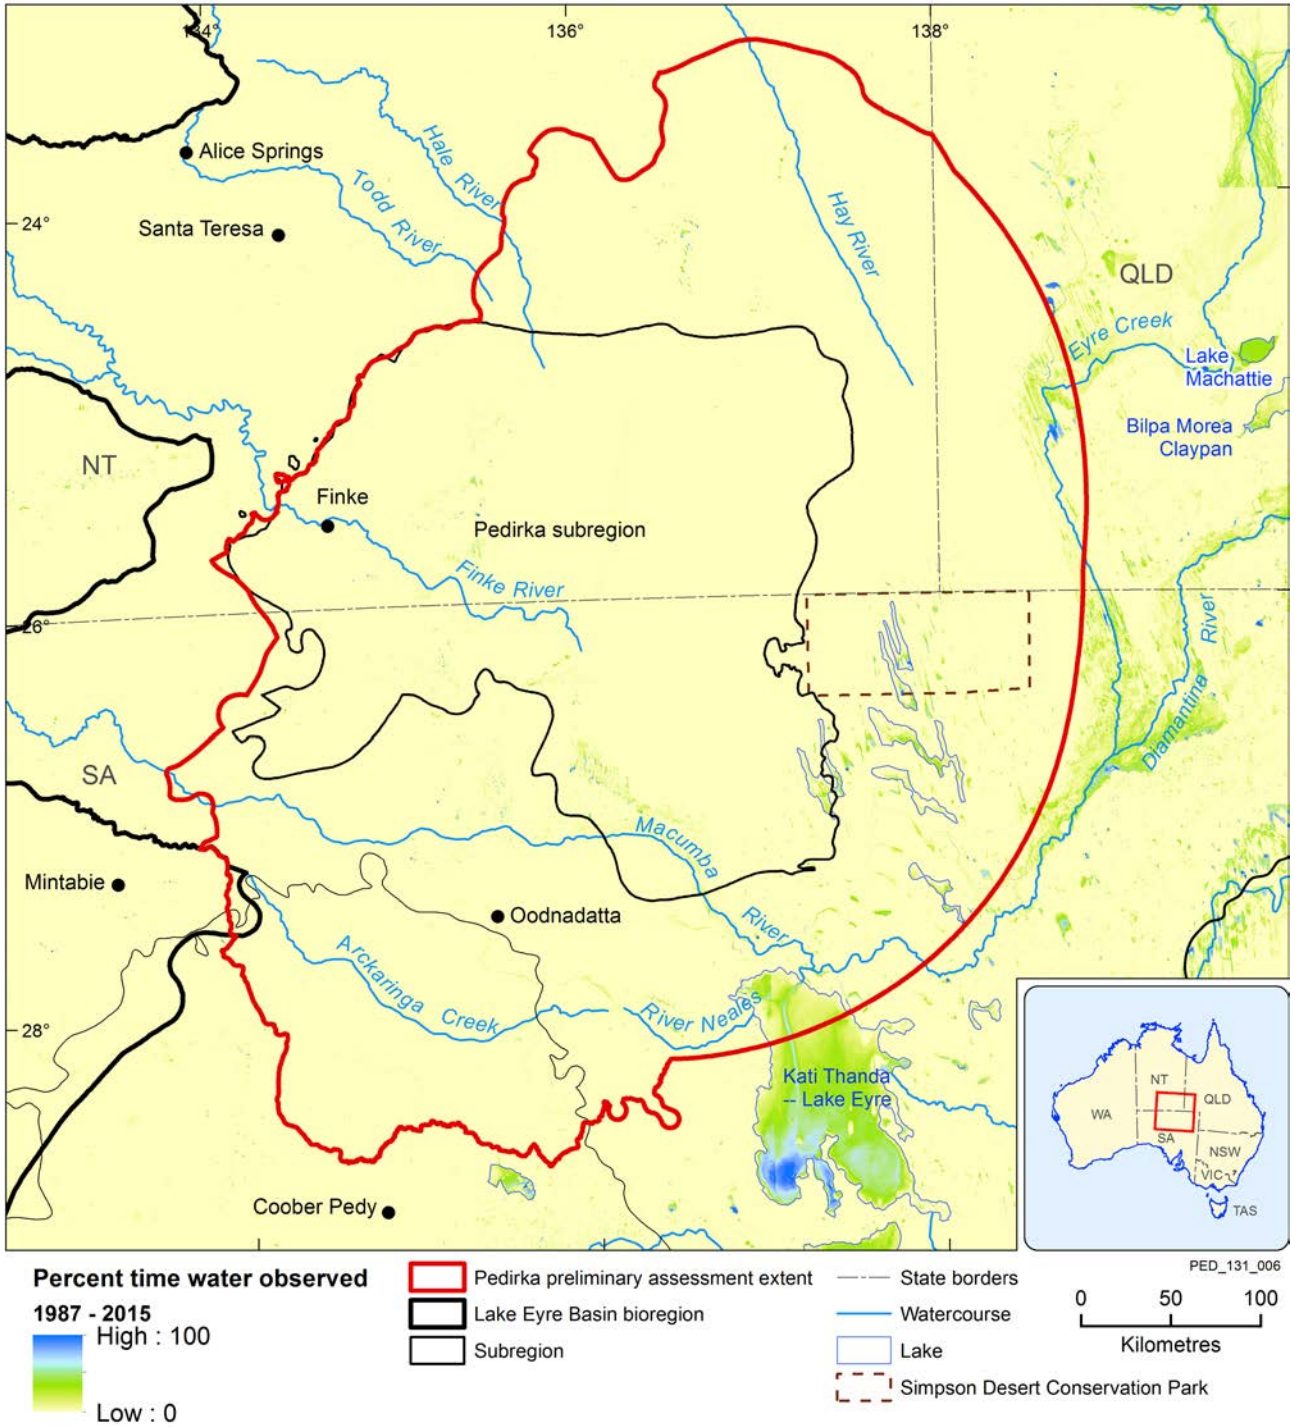 134°
136°
138°
Alice Springs
Hale River
Todd River
Hay River
Santa Teresa
24°
QLD
Eyre Creek
Lake
Machattie
Bilpa Morea
Claypan
NT
Finke
Pedirka subregion
Finke River
26°
Diamantina River
SA
Macumba River
Mintabie
Oodnadatta
Arckaringa Creek
River Neales
28°
Kati Thanda
-- Lake Eyre
Coober Pedy
NT
QLD
WA
SA
NSW
VIC
TAS
PED_131_006
Percent time water observed
1987 - 2015
High : 100
Low : 0
Pedirka preliminary assessment extent
Lake Eyre Basin bioregion
Subregion
State borders
Watercourse
Lake
Simpson Desert Conservation Park
0 50 100
Kilometres